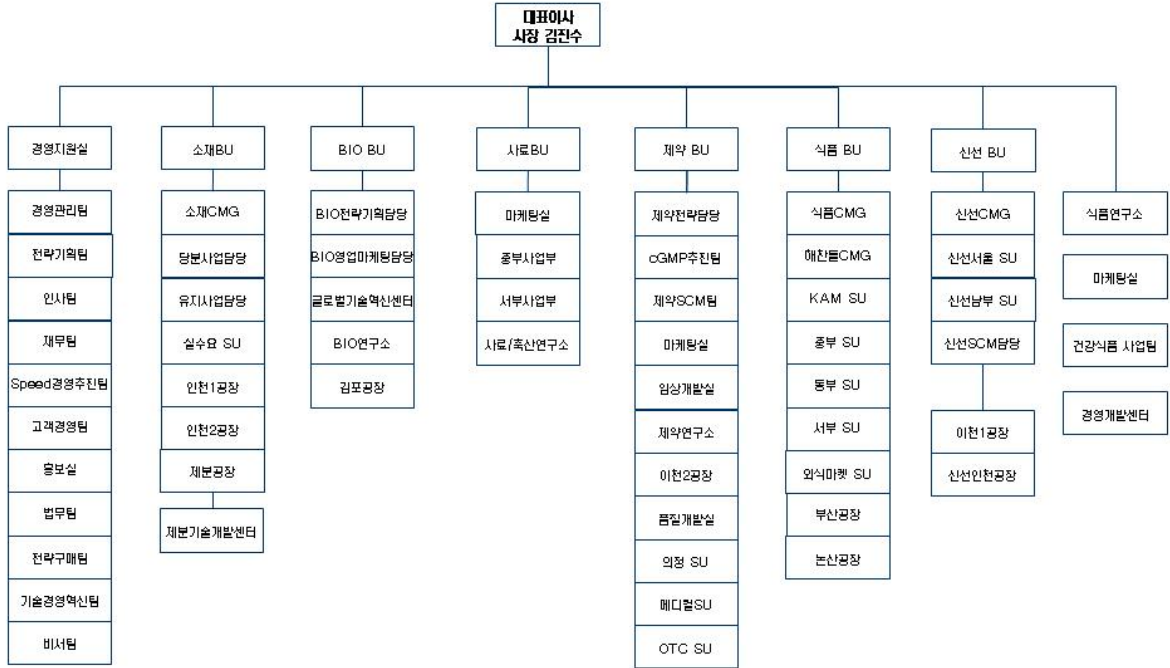 대표이사
사장 김진수
경영지원실
소재BU
BIO BU
사료BU
제약 BU
식품 BU
신선 BU
경영관리팀
전략기획팀
인사팀
재무팀
Speed경영추진팀
고객경영팀
홍보실
법무팀
전략구매팀
기술경영혁신팀
비서팀
소재CMG
당분사업담당
유지사업담당
실수요 SU
인천1공장
인천2공장
제분공장
제분기술개발센터
BIO전략기획담당
BIO영업마케팅담당
글로벌기술혁신센터
BIO연구소
김포공장
마케팅실
중부사업부
서부사업부
사료/축산연구소
제약전략담당
cGMP추진팀
제약SCM팀
마케팅실
임상개발실
제약연구소
이천2공장
품질개발실
의정 SU
메디컬SU
OTC SU
식품CMG
해찬들CMG
KAM SU
중부 SU
동부 SU
서부 SU
외식마켓 SU
부산공장
논산공장
신선CMG
신선서울 SU
신선남부 SU
신선SCM담당
이천1공장
신선인천공장
식품연구소
마케팅실
건강식품 사업팀
경영개발센터